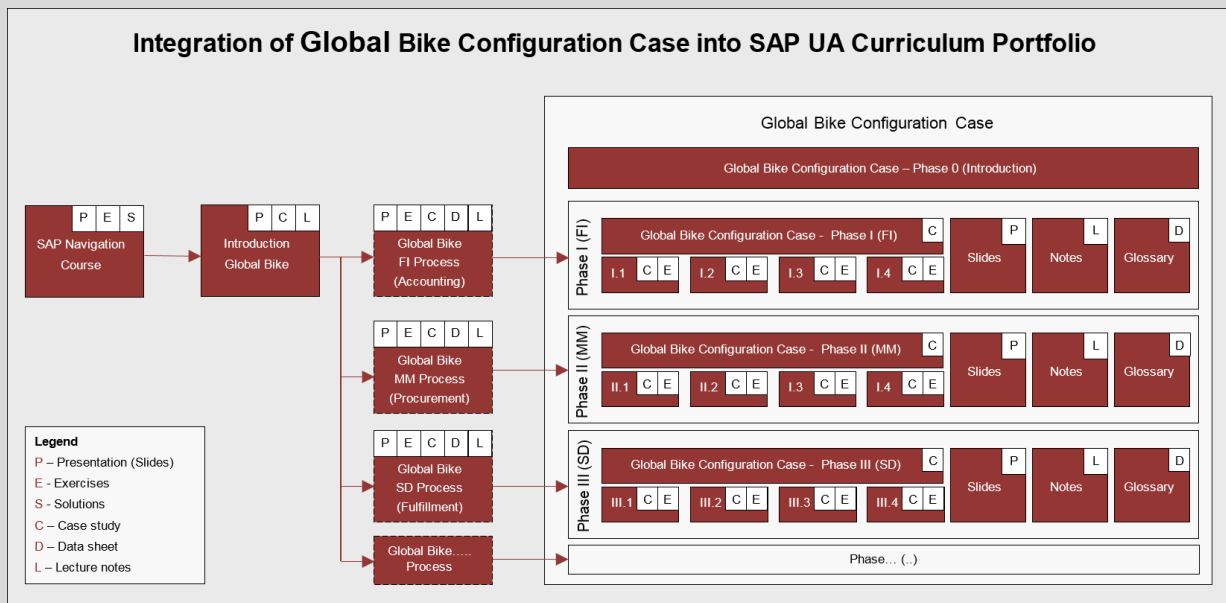 Integration of Global Bike Configuration Case into SAP UA Curriculum Portfolio
P E S
SAP Navigation
Course
P C L
Introduction
Global Bike
P E C D L
Global Bike
FI Process
(Accounting)
P E C D L
Global Bike
MM Process
(Procurement)
P E C D L
Global Bike
SD Process
(Fulfillment)
Global Bike.....
Process
Legend
P – Presentation (Slides)
E - Exercises
S - Solutions
C – Case study
D – Data sheet
L – Lecture notes
Global Bike Configuration Case
Global Bike Configuration Case – Phase 0 (Introduction)
Phase I (FI)
Global Bike Configuration Case -  Phase I (FI) C
I.1 C E I.2 C E I.3 C E I.4 C E
P
Slides
L
Notes
D
Glossary
Phase II (MM)
Global Bike Configuration Case -  Phase II (MM) C
II.1 C E II.2 C E I.3 C E I.4 C E
P
Slides
L
Notes
D
Glossary
Phase III (SD)
Global Bike Configuration Case -  Phase III (SD) C
III.1 C E III.2 C E III.3 C E III.4 C E
P
Slides
L
Notes
D
Glossary
Phase... (..)